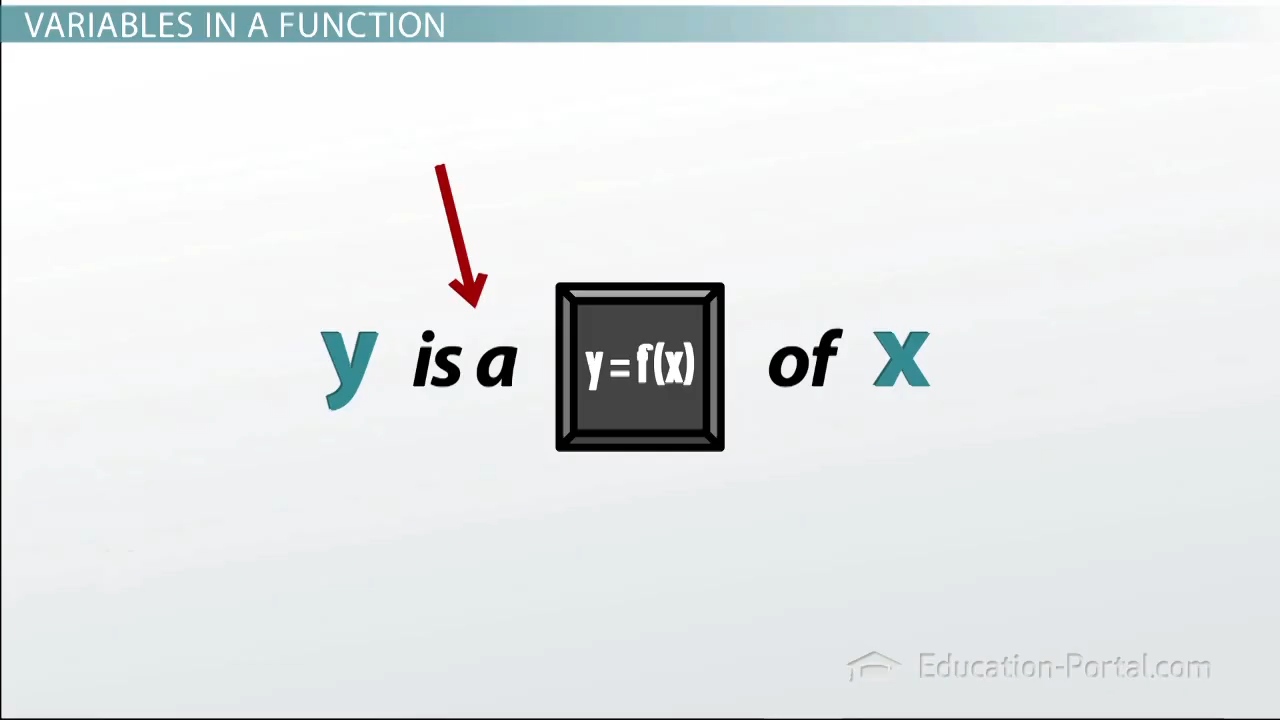 VARIABLES IN A FUNCTION
y is a y = f(x) of x
Education-Portal.com